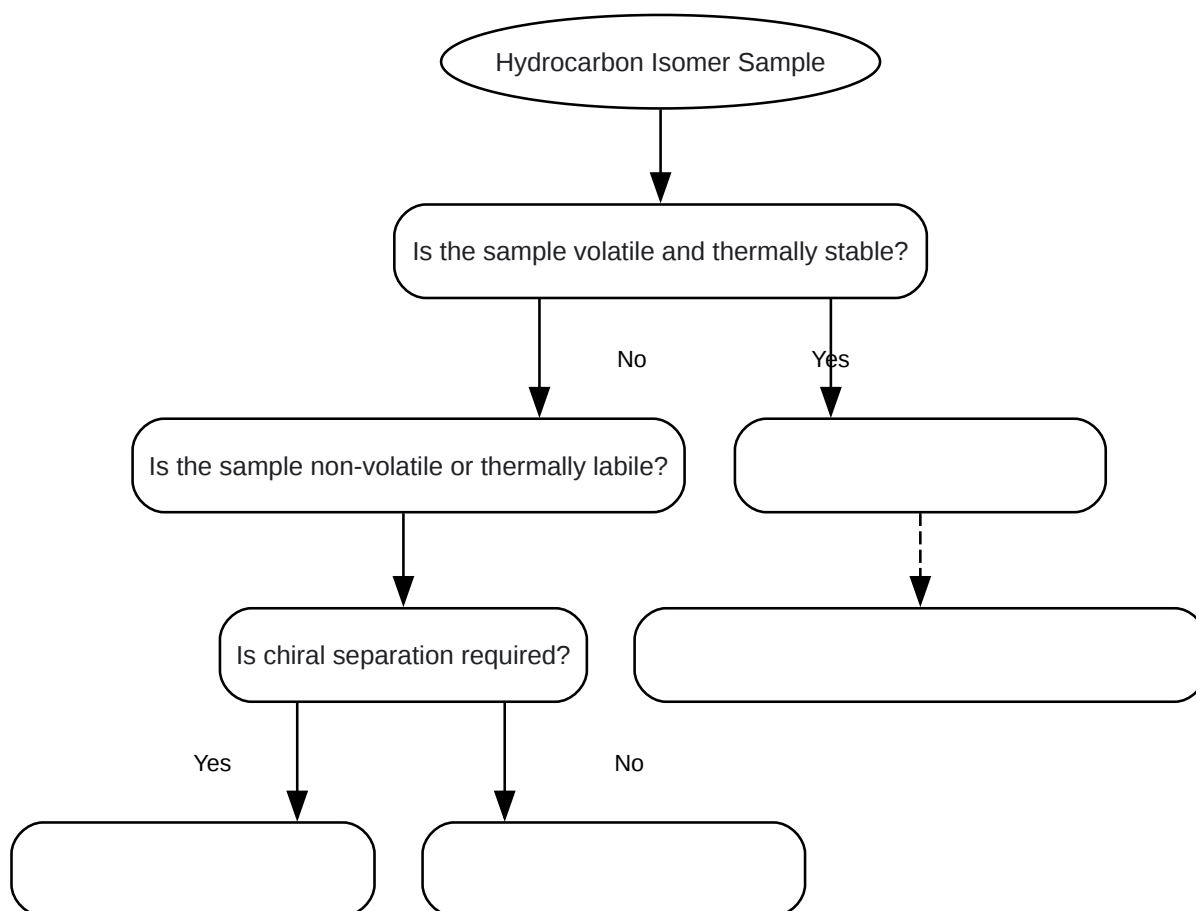 Hydrocarbon Isomer Sample
Is the sample volatile and thermally stable?
No
Yes
Is the sample non-volatile or thermally labile?
Is chiral separation required?
Yes
No